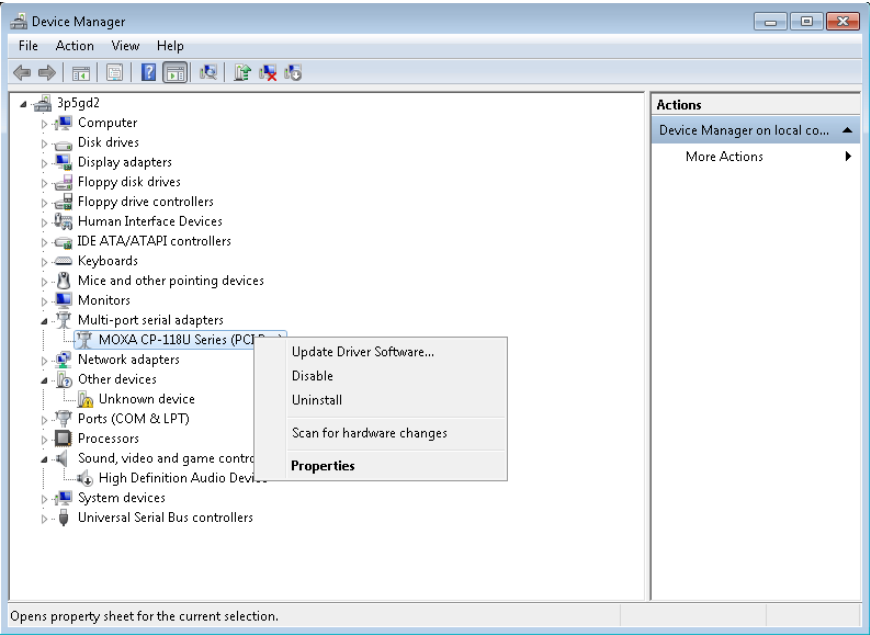 Device Manager
File Action View Help
3p5gd2
Computer
Disk drives
Display adapters
Floppy disk drives
Floppy drive controllers
Human Interface Devices
IDE ATA/ATAPI controllers
Keyboards
Mice and other pointing devices
Monitors
Multi-port serial adapters
MOXA CP-118U Series (PCI
Network adapters
Other devices
Unknown device
Ports (COM & LPT)
Processors
Sound, video and game contro
High Definition Audio
System devices
Universal Serial Bus controllers
Update Driver Software...
Disable
Uninstall
Scan for hardware changes
Properties
Actions
Device Manager on local co...
More Actions
Opens property sheet for the current selection.